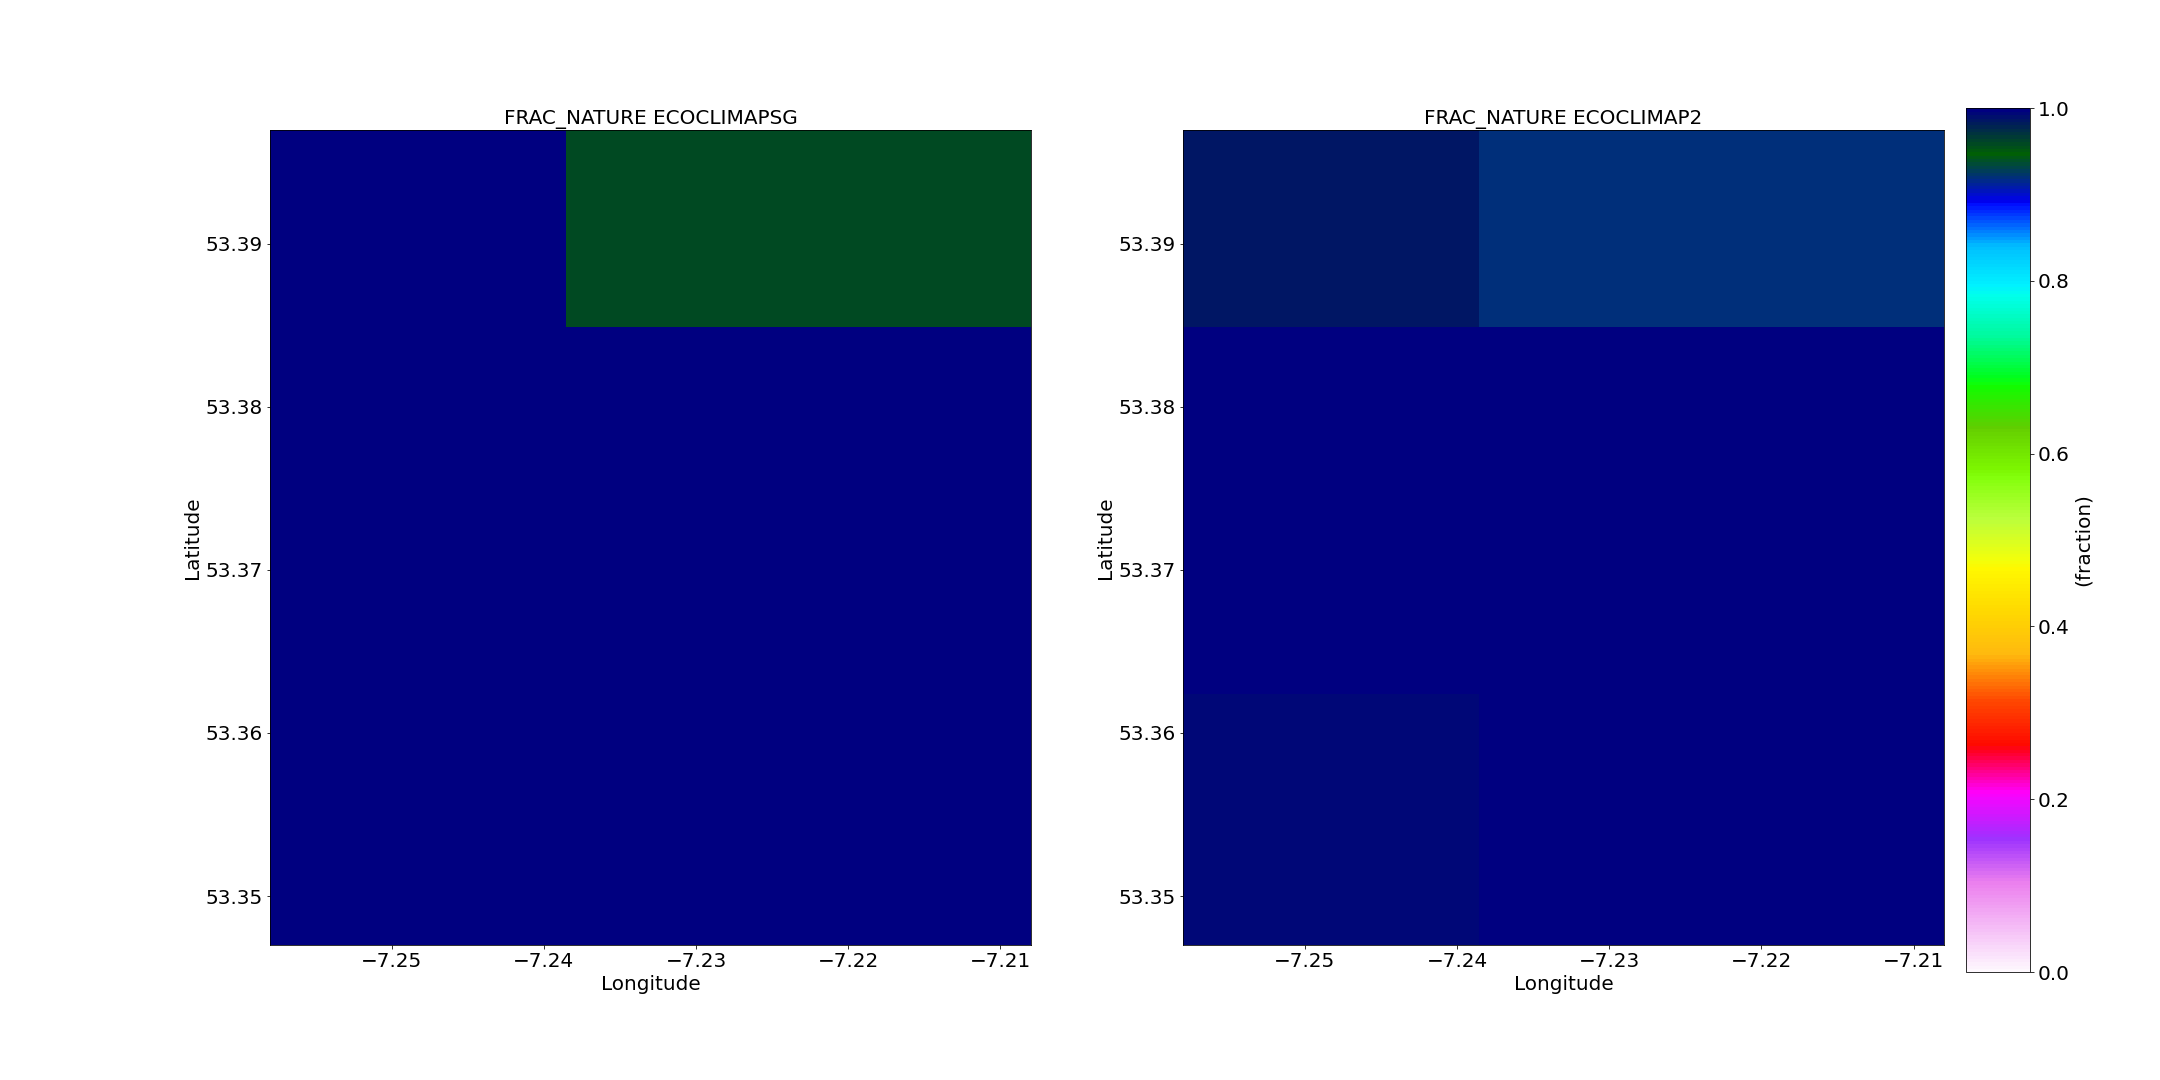 FRAC_NATURE ECOCLIMAPSG
53.39
53.38
53.37
53.36
53.35
Latitude
−7.25 −7.24 −7.23 −7.22 −7.21
Longitude
FRAC_NATURE ECOCLIMAP2
53.39
53.38
53.37
53.36
53.35
Latitude
−7.25 −7.24 −7.23 −7.22 −7.21
Longitude
1.0
0.8
0.6
0.4
0.2
0.0
(fraction)